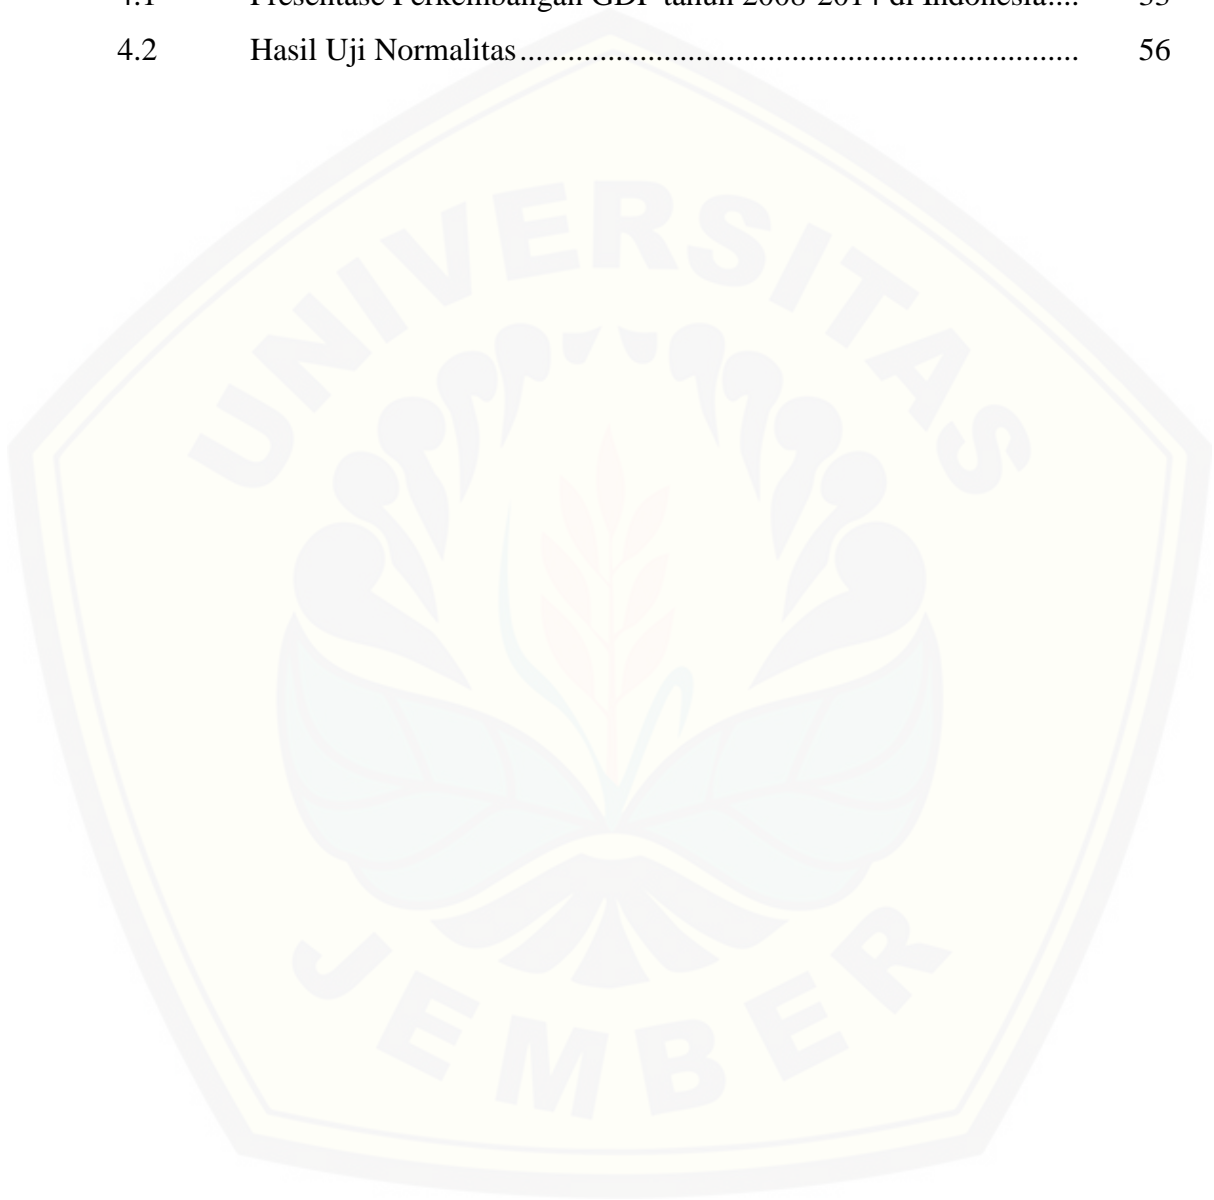 4.1 Presentase Perkembangan GDP tahun 2008-2014 di Indonesia....
4.2 Hasil Uji Normalitas.................................................................... 56
UNIVERSITAS
JEMBER